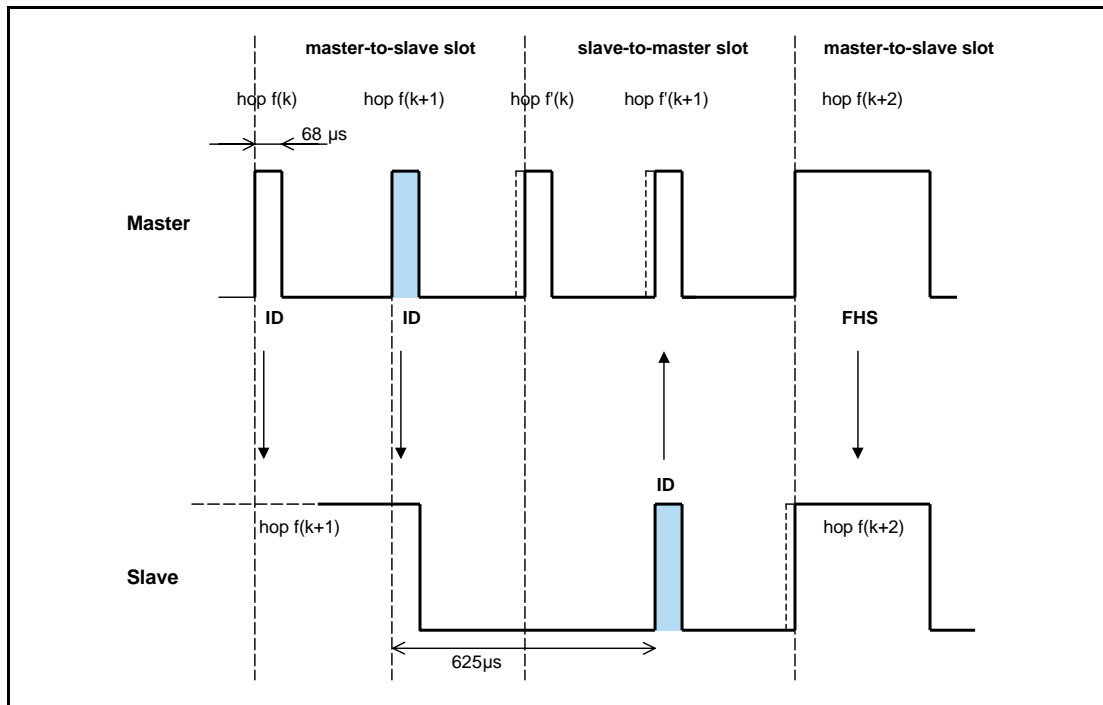 master-to-slave slot slave-to-master slot master-to-slave slot
hop f(k) hop f(k+1) hop f'(k) hop f'(k+1) hop f(k+2)
68 µs
Master
ID ID FHS
ID
hop f(k+1) hop f(k+2)
Slave
625µs